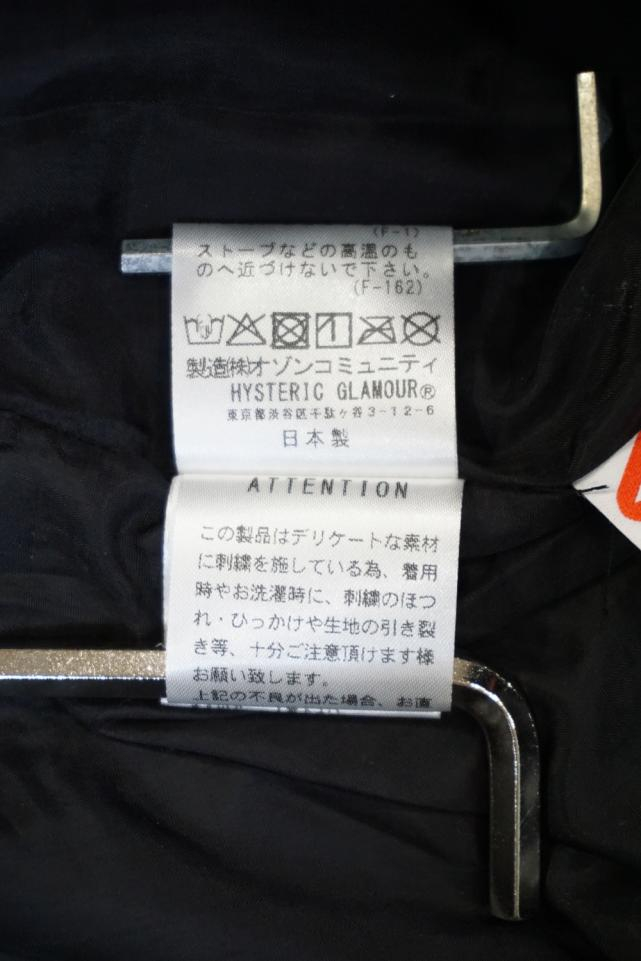 (F-1)
ストーブなどの高温のも
のへ近づけないで下さい。
(F-162)
製造㈱オゾンコミュニティ
HYSTERIC GLAMOUR®
東京都渋谷区千駄ヶ谷3-12-6
日本製
ATTENTION
この製品はデリケートな素材
に刺繍を施している為、着用
時やお洗濯時に、刺繍のほつ
れ・ひっかけや生地の引き裂
き等、十分ご注意頂けます様
お願い致します。
上記の不良が出た場合、お直